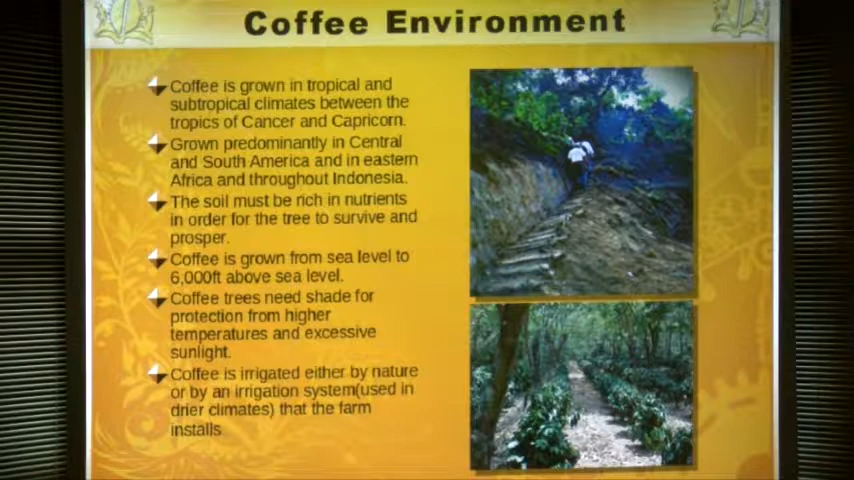 Coffee Environment
Coffee is grown in tropical and
subtropical climates between the
tropics of Cancer and Capricorn.
Grown predominantly in Central
and South America and in eastern
Africa and throughout Indonesia.
The soil must be rich in nutrients
in order for the tree to survive and
prosper.
Coffee is grown from sea level to
6,000ft above sea level.
Coffee trees need shade for
protection from higher
temperatures and excessive
sunlight.
Coffee is irrigated either by nature
or by an irrigation system(used in
drier climates) that the farm
installs